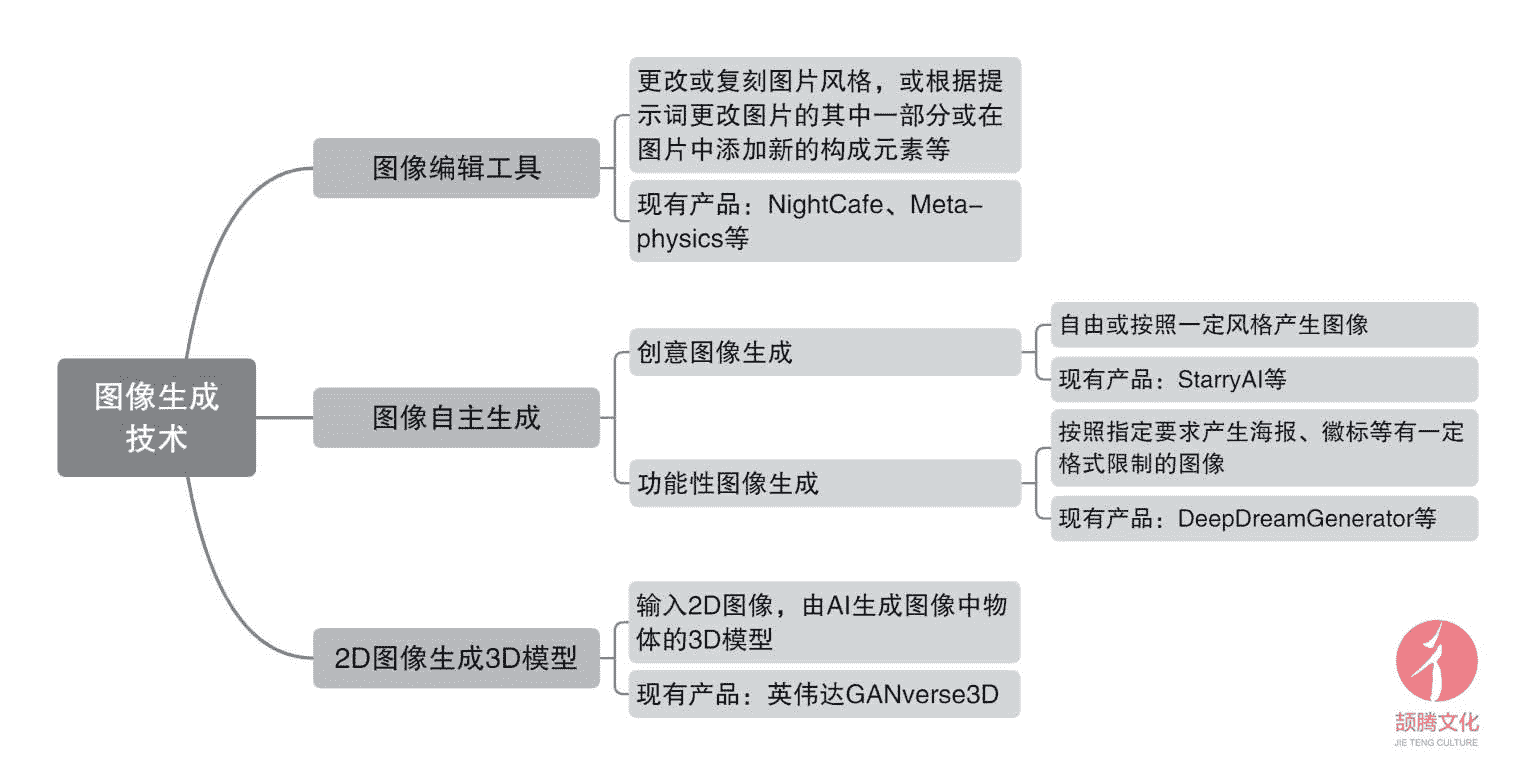 更改或复刻图片风格，或根据提
示词更改图片的其中一部分或在
图片中添加新的构成元素等
图像编辑工具
现有产品：NightCafe、Meta-
physics等
图像生成
技术
图像自主生成
创意图像生成
自由或按照一定风格产生图像
现有产品：StarryAI等
功能性图像生成
按照指定要求产生海报、徽标等有一定
格式限制的图像
现有产品：DeepDreamGenerator等
2D图像生成3D模型
输入2D图像，由AI生成图像中物
体的3D模型
现有产品：英伟达GANverse3D
颉腾文化
JIE TENG CULTURE